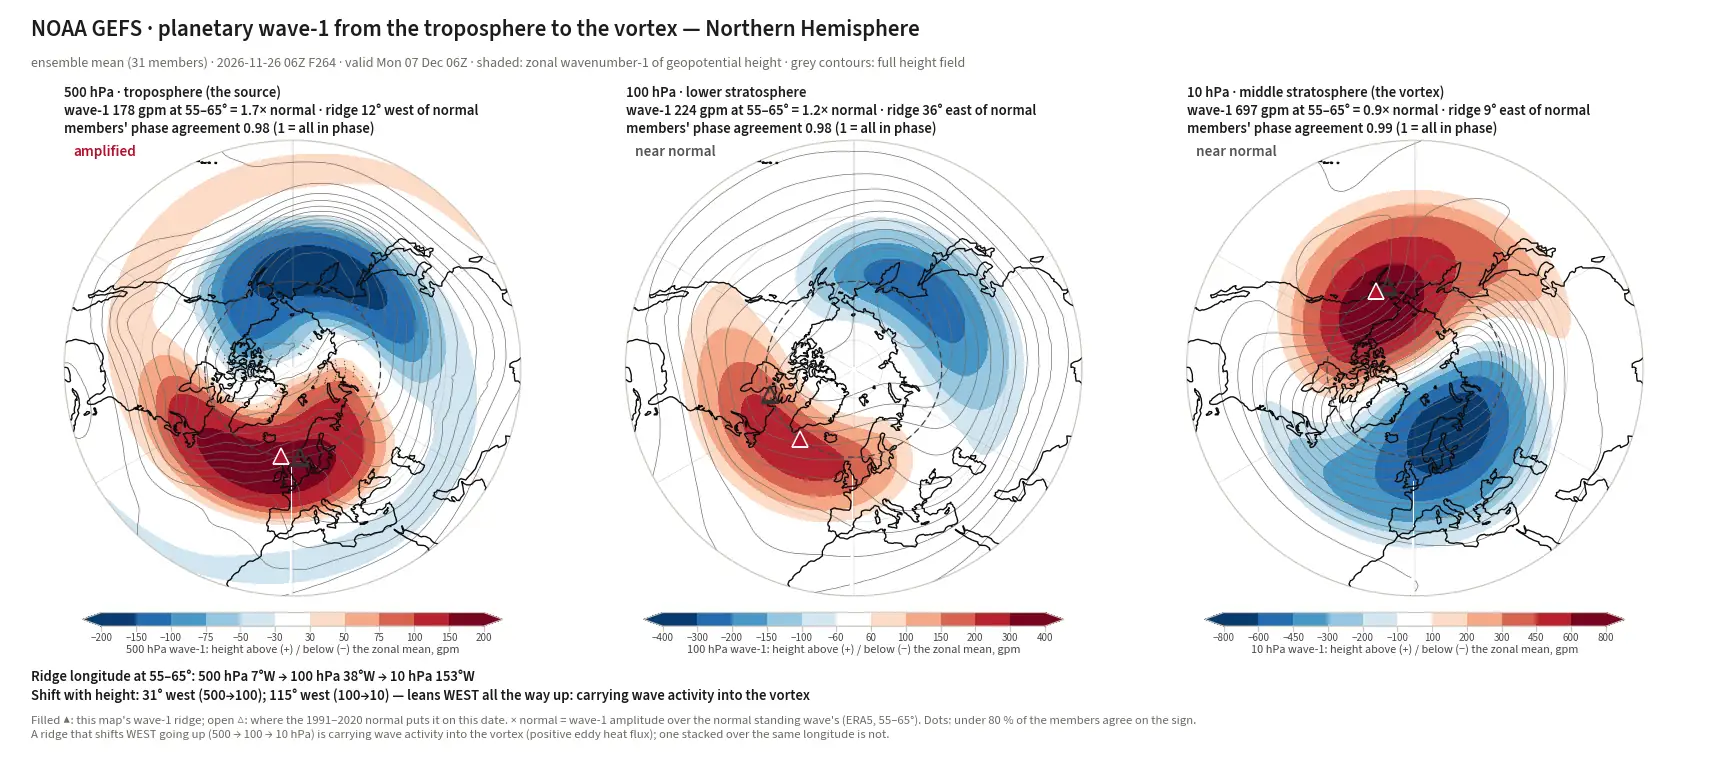 NOAA GEFS · planetary wave-1 from the troposphere to the vortex — Northern Hemisphere
ensemble mean (31 members) · 2026-11-26 06Z F264 · valid Mon 07 Dec 06Z · shaded: zonal wavenumber-1 of geopotential height · grey contours: full height field
500 hPa · troposphere (the source)
wave-1 178 gpm at 55–65° = 1.7× normal · ridge 12° west of normal
members' phase agreement 0.98 (1 = all in phase)
amplified
100 hPa · lower stratosphere
wave-1 224 gpm at 55–65° = 1.2× normal · ridge 36° east of normal
members' phase agreement 0.98 (1 = all in phase)
near normal
10 hPa · middle stratosphere (the vortex)
wave-1 697 gpm at 55–65° = 0.9× normal · ridge 9° east of normal
members' phase agreement 0.99 (1 = all in phase)
near normal
−200 −150 −100 −75 −50 −30 30 50 75 100 150 200
500 hPa wave-1: height above (+) / below (−) the zonal mean, gpm
−400 −300 −200 −150 −100 −60 60 100 150 200 300 400
100 hPa wave-1: height above (+) / below (−) the zonal mean, gpm
−800 −600 −450 −300 −200 −100 100 200 300 450 600 800
10 hPa wave-1: height above (+) / below (−) the zonal mean, gpm
Ridge longitude at 55–65°: 500 hPa 7°W → 100 hPa 38°W → 10 hPa 153°W
Shift with height: 31° west (500→100); 115° west (100→10) — leans WEST all the way up: carrying wave activity into the vortex
Filled ▲: this map's wave-1 ridge; open △: where the 1991–2020 normal puts it on this date. × normal = wave-1 amplitude over the normal standing wave's (ERA5, 55–65°). Dots: under 80 % of the members agree on the sign.
A ridge that shifts WEST going up (500 → 100 → 10 hPa) is carrying wave activity into the vortex (positive eddy heat flux); one stacked over the same longitude is not.